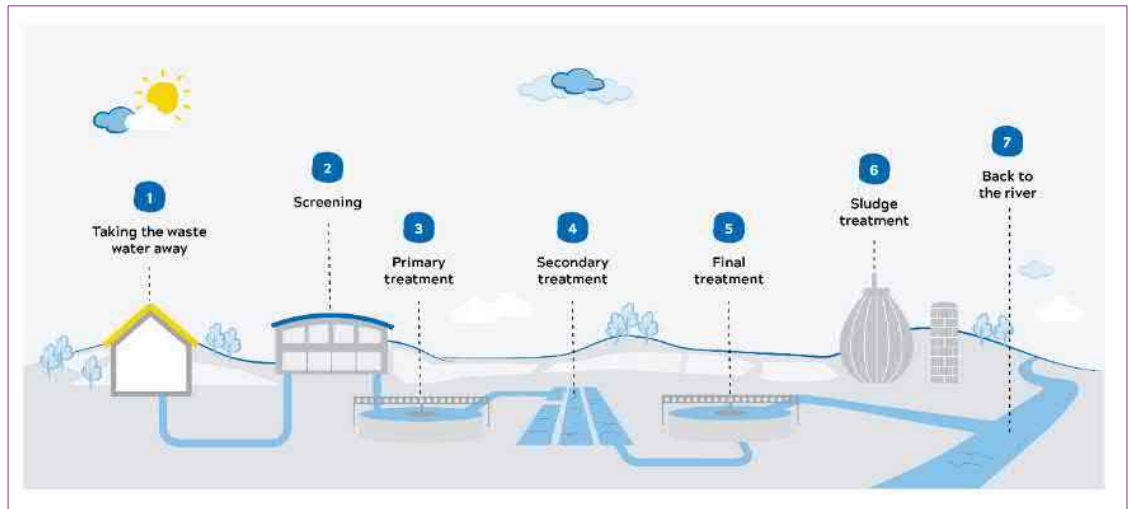 1
Taking the waste
water away
2
Screening
3
Primary
treatment
4
Secondary
treatment
5
Final
treatment
6
Sludge
treatment
7
Back to
the river